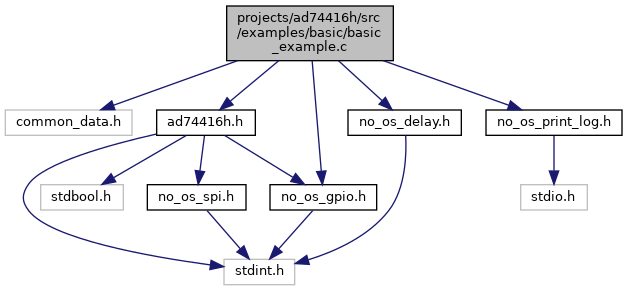 projects/ad74416h/src
/examples/basic/basic
_example.c
common_data.h
ad74416h.h
no_os_delay.h
no_os_print_log.h
stdbool.h
no_os_spi.h
no_os_gpio.h
stdio.h
stdint.h